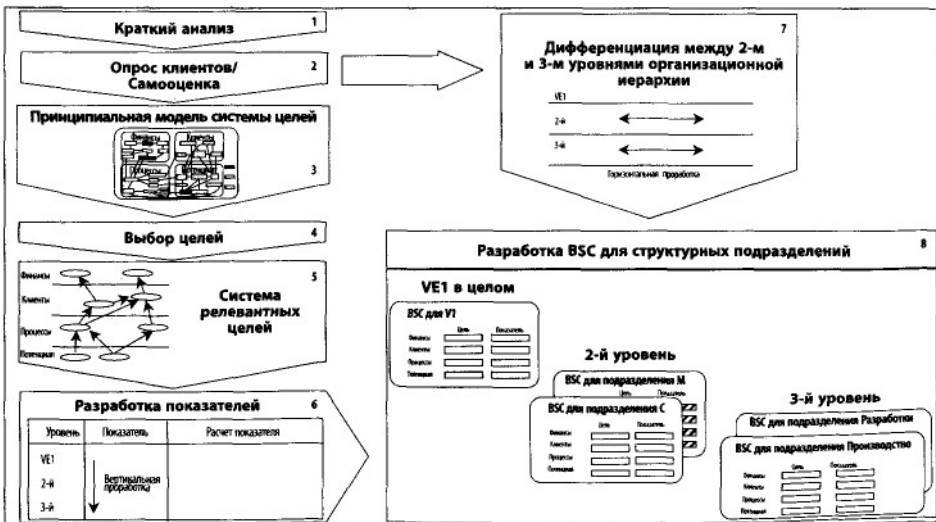 Краткий анализ
1
Опрос клиентов/
Самооценка
2
Принципиальная модель системы целей
Финансы
Клиенты
Процессы
3
Выбор целей
4
Финансы
Клиенты
Процессы
Потенциал
5
Система
релевантных
целей
Разработка показателей
6
Уровень Показатель Расчет показателя
VE1
2-й
3-й
Вертикальная
проработка
7
Дифференциация между 2-м
и 3-м уровнями организационной
иерархии
VE1
2-й
3-й
Горизонтальная проработка
Разработка BSC для структурных подразделений
8
VE1 в целом
BSC для V1
Цель Показатель
Финансы
Клиенты
Процессы
Потенциал
2-й уровень
BSC для подразделения М
Цель Показатель
BSC для подразделения С
Цель Показатель
Финансы
Клиенты
Процессы
Потенциал
3-й уровень
BSC для подразделения Разработки
BSC для подразделения Производство
Цель Показатель
Финансы
Клиенты
Процессы
Потенциал